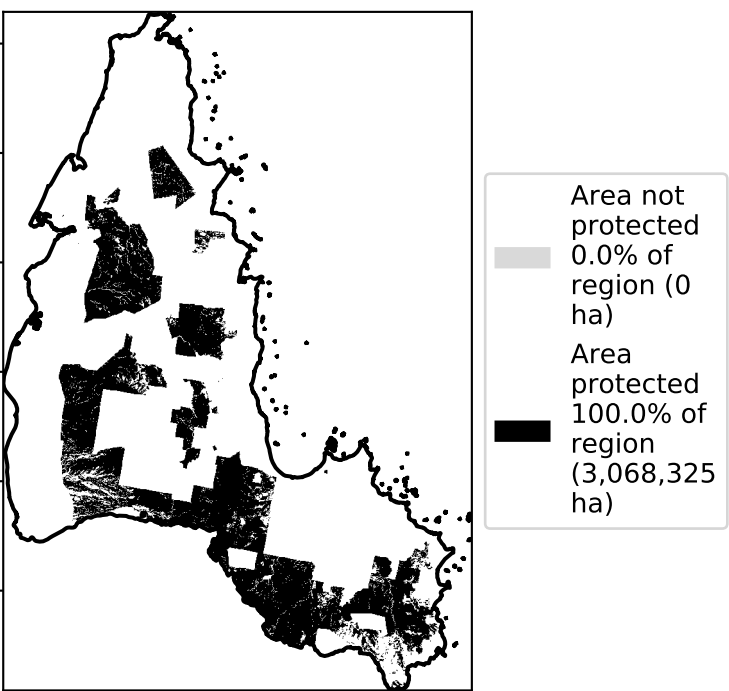 Area not
protected
0.0% of
region (0
ha)
Area
protected
100.0% of
region
(3,068,325
ha)